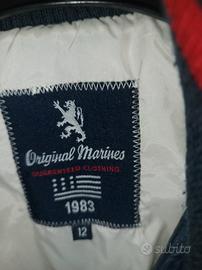 Original Marines
GUARANTEED CLOTHING
1983
12
subito